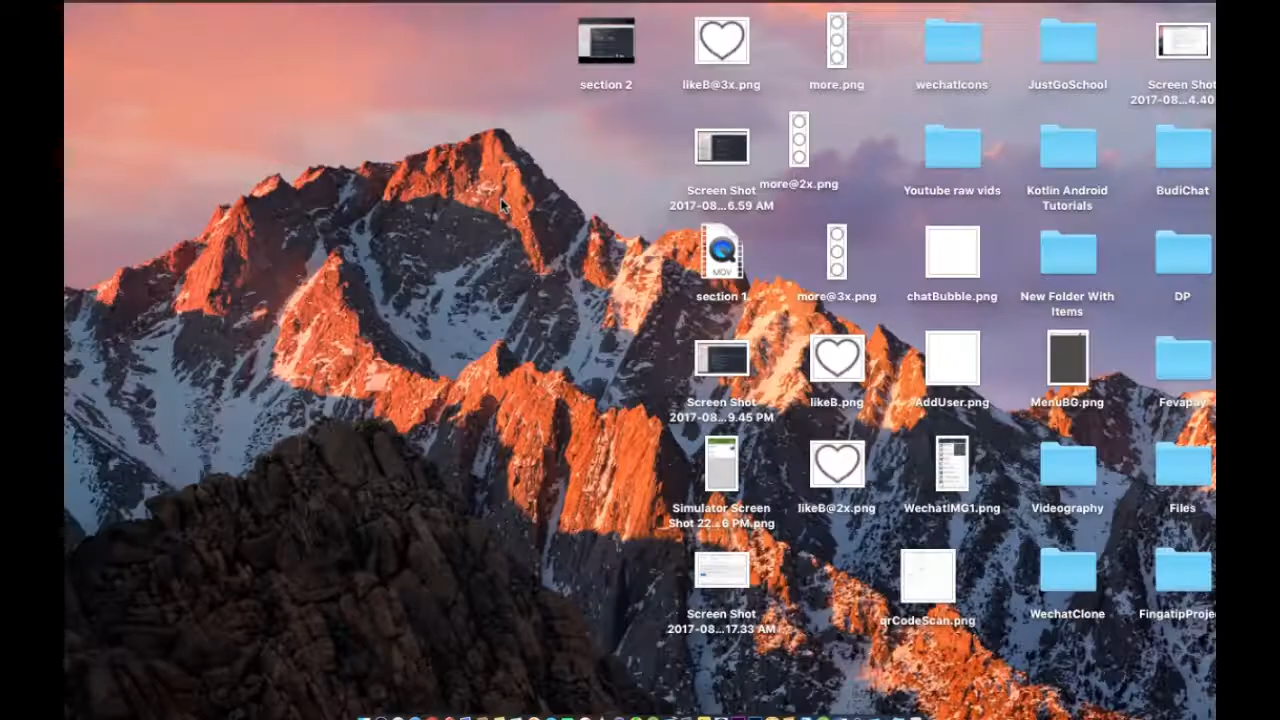 section 2
likeB@3x.png
more.png
wechatIcons
JustGoSchool
Screen Shot
2017-08...4.40
Screen Shot
2017-08...6.59 AM
more@2x.png
Youtube raw vids
Kotlin Android
Tutorials
BudiChat
MOV
section 1
more@3x.png
chatBubble.png
New Folder With
Items
DP
Screen Shot
2017-08...9.45 PM
likeB.png
AddUser.png
MenuBG.png
Fevapay
Simulator Screen
Shot 22...6 PM.png
likeB@2x.png
WechatIMG1.png
Videography
Files
Screen Shot
2017-08...17.33 AM
qrCodeScan.png
WechatClone
FingatipProje